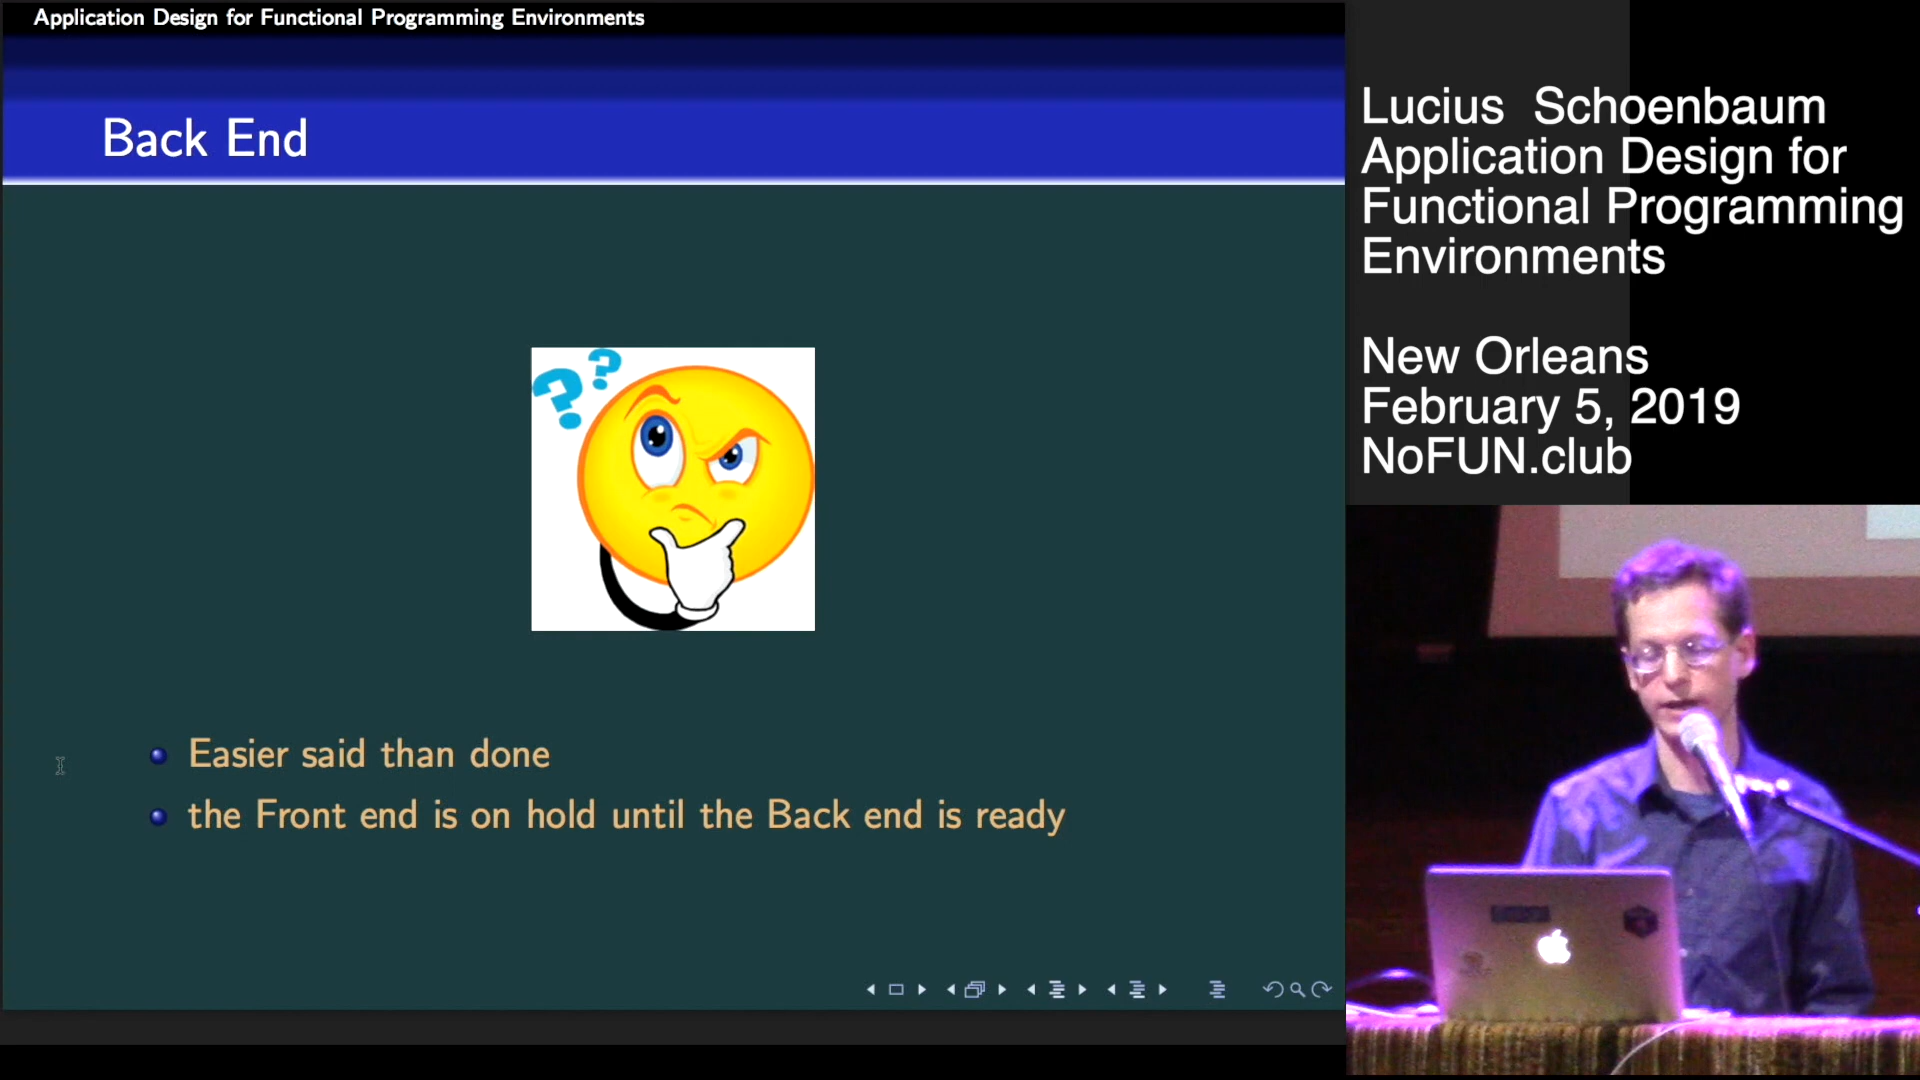 Application Design for Functional Programming Environments
Back End
? ?
Easier said than done
the Front end is on hold until the Back end is ready
Lucius Schoenbaum
Application Design for
Functional Programming
Environments
New Orleans
February 5, 2019
NoFUN.club